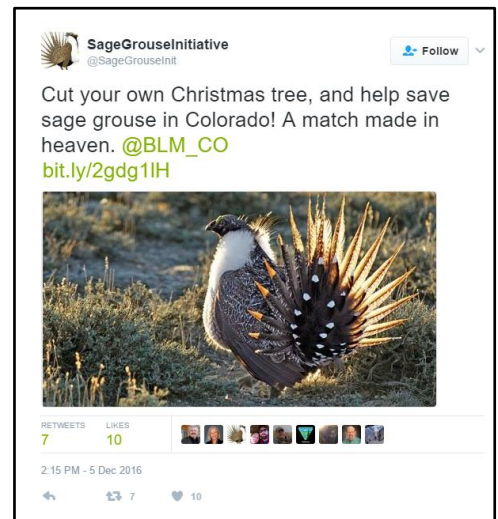 SageGrouseInitiative
@SageGrouseInit
Follow
Cut your own Christmas tree, and help save
sage grouse in Colorado! A match made in
heaven. @BLM_CO
bit.ly/2gdg1lH
RETWEETS LIKES
7 10
2:15 PM - 5 Dec 2016
7 10